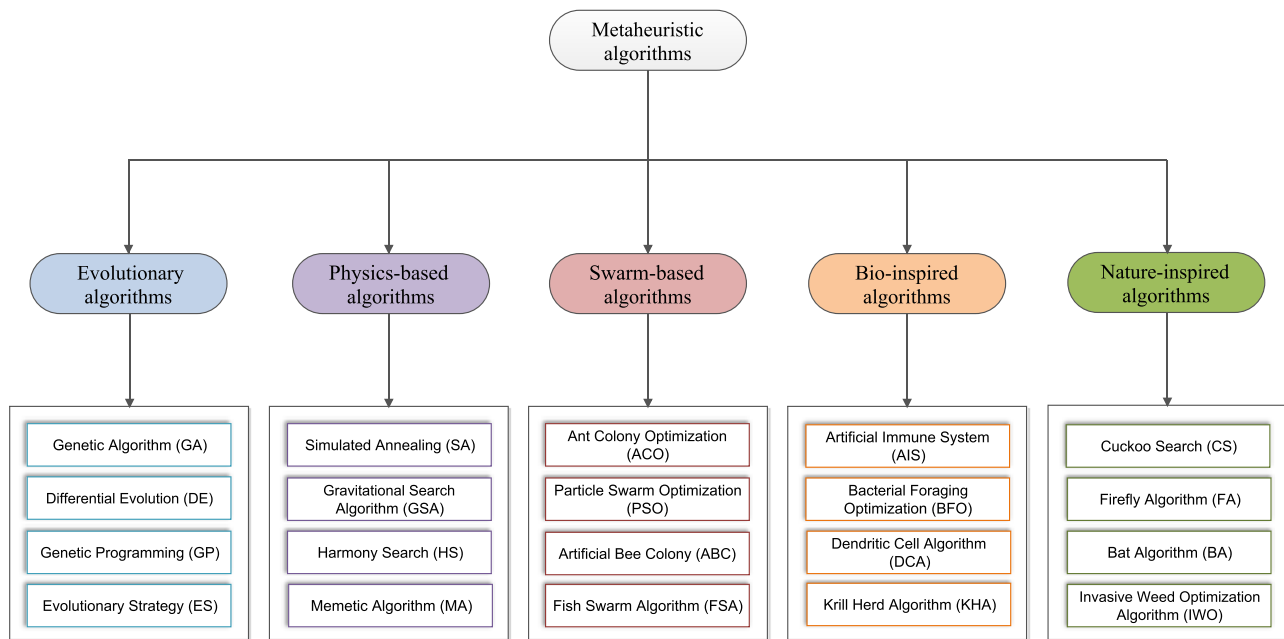 Metaheuristic
algorithms
Evolutionary
algorithms
Physics-based
algorithms
Swarm-based
algorithms
Bio-inspired
algorithms
Nature-inspired
algorithms
Genetic Algorithm (GA)
Differential Evolution (DE)
Genetic Programming (GP)
Evolutionary Strategy (ES)
Simulated Annealing (SA)
Gravitational Search
Algorithm (GSA)
Harmony Search (HS)
Memetic Algorithm (MA)
Ant Colony Optimization
(ACO)
Particle Swarm Optimization
(PSO)
Artificial Bee Colony (ABC)
Fish Swarm Algorithm (FSA)
Artificial Immune System
(AIS)
Bacterial Foraging
Optimization (BFO)
Dendritic Cell Algorithm
(DCA)
Krill Herd Algorithm (KHA)
Cuckoo Search (CS)
Firefly Algorithm (FA)
Bat Algorithm (BA)
Invasive Weed Optimization
Algorithm (IWO)